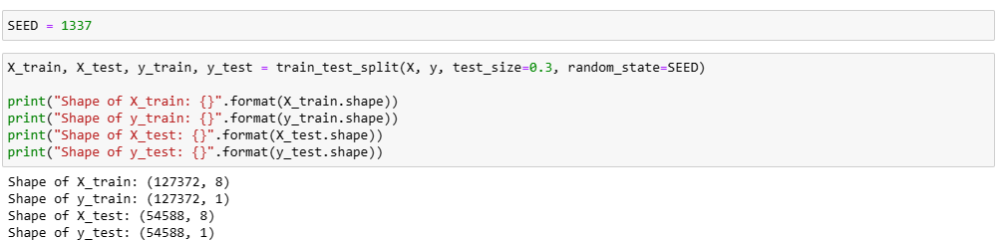 SEED = 1337
X_train, X_test, y_train, y_test = train_test_split(X, y, test_size=0.3, random_state=SEED)
print("Shape of X_train: {}".format(X_train.shape))
print("Shape of y_train: {}".format(y_train.shape))
print("Shape of X_test: {}".format(X_test.shape))
print("Shape of y_test: {}".format(y_test.shape))
Shape of X_train: (127372, 8)
Shape of y_train: (127372, 1)
Shape of X_test: (54588, 8)
Shape of y_test: (54588, 1)